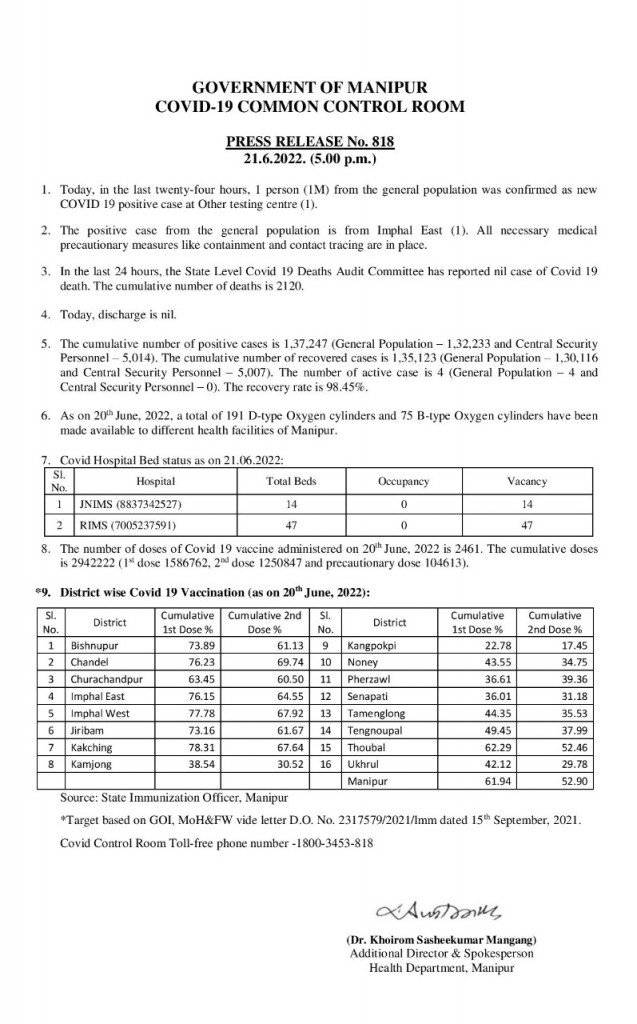 GOVERNMENT OF MANIPUR
COVID-19 COMMON CONTROL ROOM
PRESS RELEASE No. 818
21.6.2022. (5.00 p.m.)
1. Today, in the last twenty-four hours, 1 person (1M) from the general population was confirmed as new
COVID 19 positive case at Other testing centre (1).
2. The positive case from the general population is from Imphal East (1). All necessary medical
precautionary measures like containment and contact tracing are in place.
3. In the last 24 hours, the State Level Covid 19 Deaths Audit Committee has reported nil case of Covid 19
death. The cumulative number of deaths is 2120.
4. Today, discharge is nil.
5. The cumulative number of positive cases is 1,37,247 (General Population – 1,32,233 and Central Security
Personnel – 5,014). The cumulative number of recovered cases is 1,35,123 (General Population – 1,30,116
and Central Security Personnel – 5,007). The number of active case is 4 (General Population – 4 and
Central Security Personnel – 0). The recovery rate is 98.45%.
6. As on 20th June, 2022, a total of 191 D-type Oxygen cylinders and 75 B-type Oxygen cylinders have been
made available to different health facilities of Manipur.
7. Covid Hospital Bed status as on 21.06.2022:
Sl. No. Hospital Total Beds Occupancy Vacancy
1 JNIMS (8837342527) 14 0 14
2 RIMS (7005237591) 47 0 47
8. The number of doses of Covid 19 vaccine administered on 20th June, 2022 is 2461. The cumulative doses
is 2942222 (1st dose 1586762, 2nd dose 1250847 and precautionary dose 104613).
*9. District wise Covid 19 Vaccination (as on 20th June, 2022):
Sl. No. District Cumulative 1st Dose % Cumulative 2nd Dose % Sl. No. District Cumulative 1st Dose % Cumulative 2nd Dose %
1 Bishnupur 73.89 61.13 9 Kangpokpi 22.78 17.45
2 Chandel 76.23 69.74 10 Noney 43.55 34.75
3 Churachandpur 63.45 60.50 11 Pherzawl 36.61 39.36
4 Imphal East 76.15 64.55 12 Senapati 36.01 31.18
5 Imphal West 77.78 67.92 13 Tamenglong 44.35 35.53
6 Jiribam 73.16 61.67 14 Tengnoupal 49.45 37.99
7 Kakching 78.31 67.64 15 Thoubal 62.29 52.46
8 Kamjong 38.54 30.52 16 Ukhrul 42.12 29.78
Manipur 61.94 52.90
Source: State Immunization Officer, Manipur
*Target based on GOI, MoH&FW vide letter D.O. No. 2317579/2021/Imm dated 15th September, 2021.
Covid Control Room Toll-free phone number -1800-3453-818
(Dr. Khoirom Sasheekumar Mangang)
Additional Director & Spokesperson
Health Department, Manipur